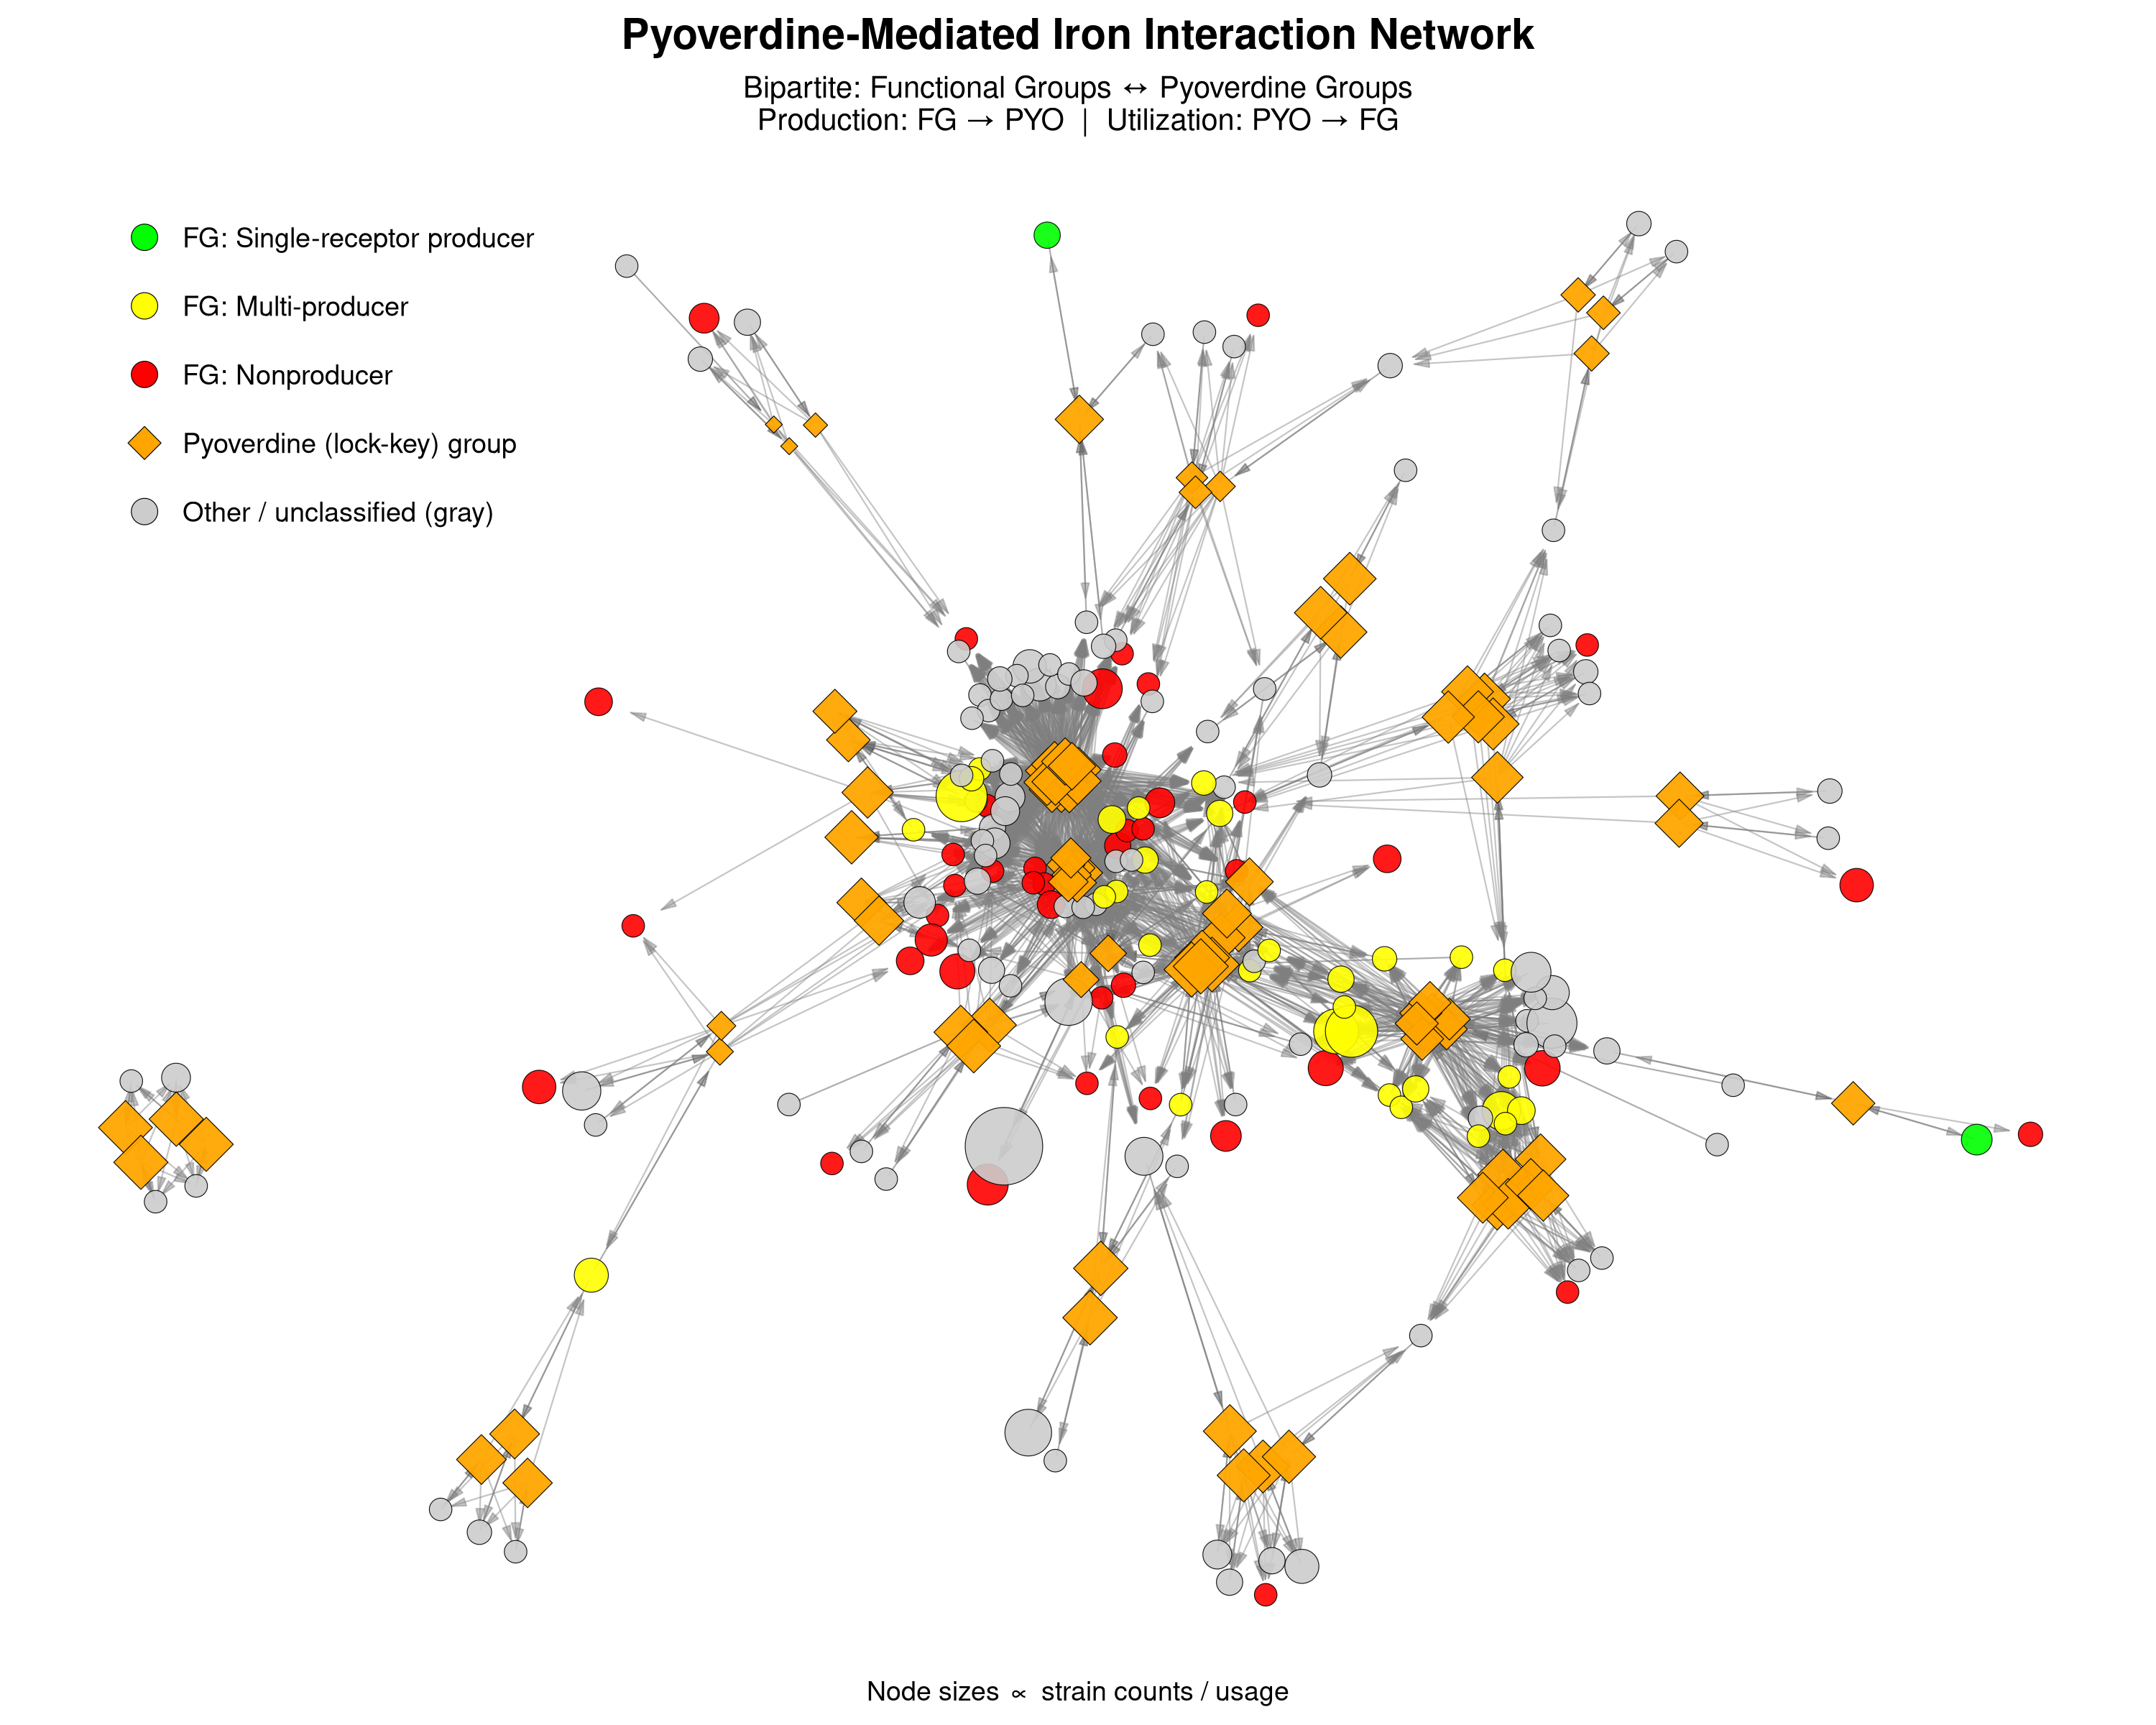 Pyoverdine-Mediated Iron Interaction Network
Bipartite: Functional Groups ↔ Pyoverdine Groups
Production: FG → PYO | Utilization: PYO → FG
FG: Single-receptor producer
FG: Multi-producer
FG: Nonproducer
Pyoverdine (lock-key) group
Other / unclassified (gray)
Node sizes ∝ strain counts / usage